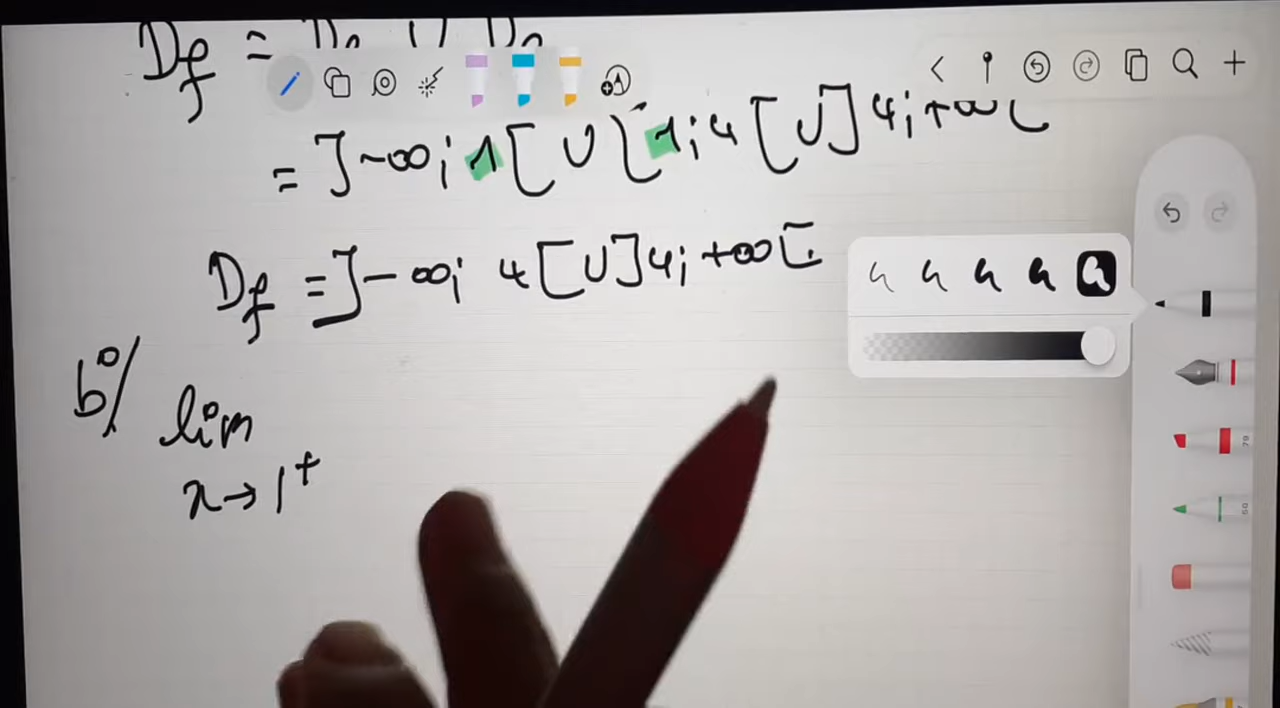 Df =
= ]-∞; 1[ U [1; 4[ U ]4; +∞[
Df = ]-∞; 4[ U ]4; +∞[.
b°/
lim
x→1⁺